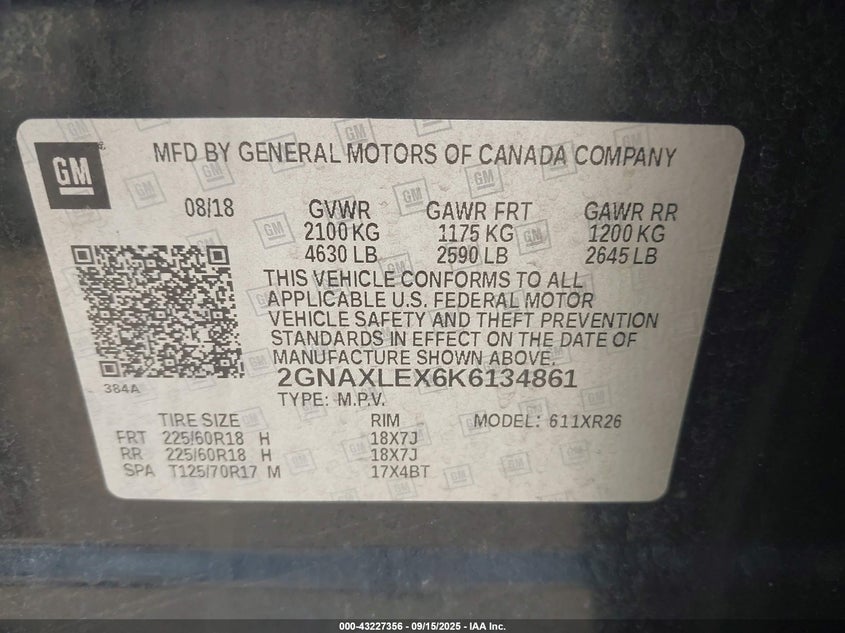 GM
MFD BY GENERAL MOTORS OF CANADA COMPANY
08/18 GVWR GAWR FRT GAWR RR
2100 KG 1175 KG 1200 KG
4630 LB 2590 LB 2645 LB
THIS VEHICLE CONFORMS TO ALL
APPLICABLE U.S. FEDERAL MOTOR
VEHICLE SAFETY AND THEFT PREVENTION
STANDARDS IN EFFECT ON THE DATE OF
MANUFACTURE SHOWN ABOVE.
384A
2GNAXLEX6K6134861
TYPE: M.P.V.
TIRE SIZE RIM MODEL: 611XR26
FRT 225/60R18 H 18X7J
RR 225/60R18 H 18X7J
SPA T125/70R17 M 17X4BT
000-43227356 - 09/15/2025 - IAA Inc.